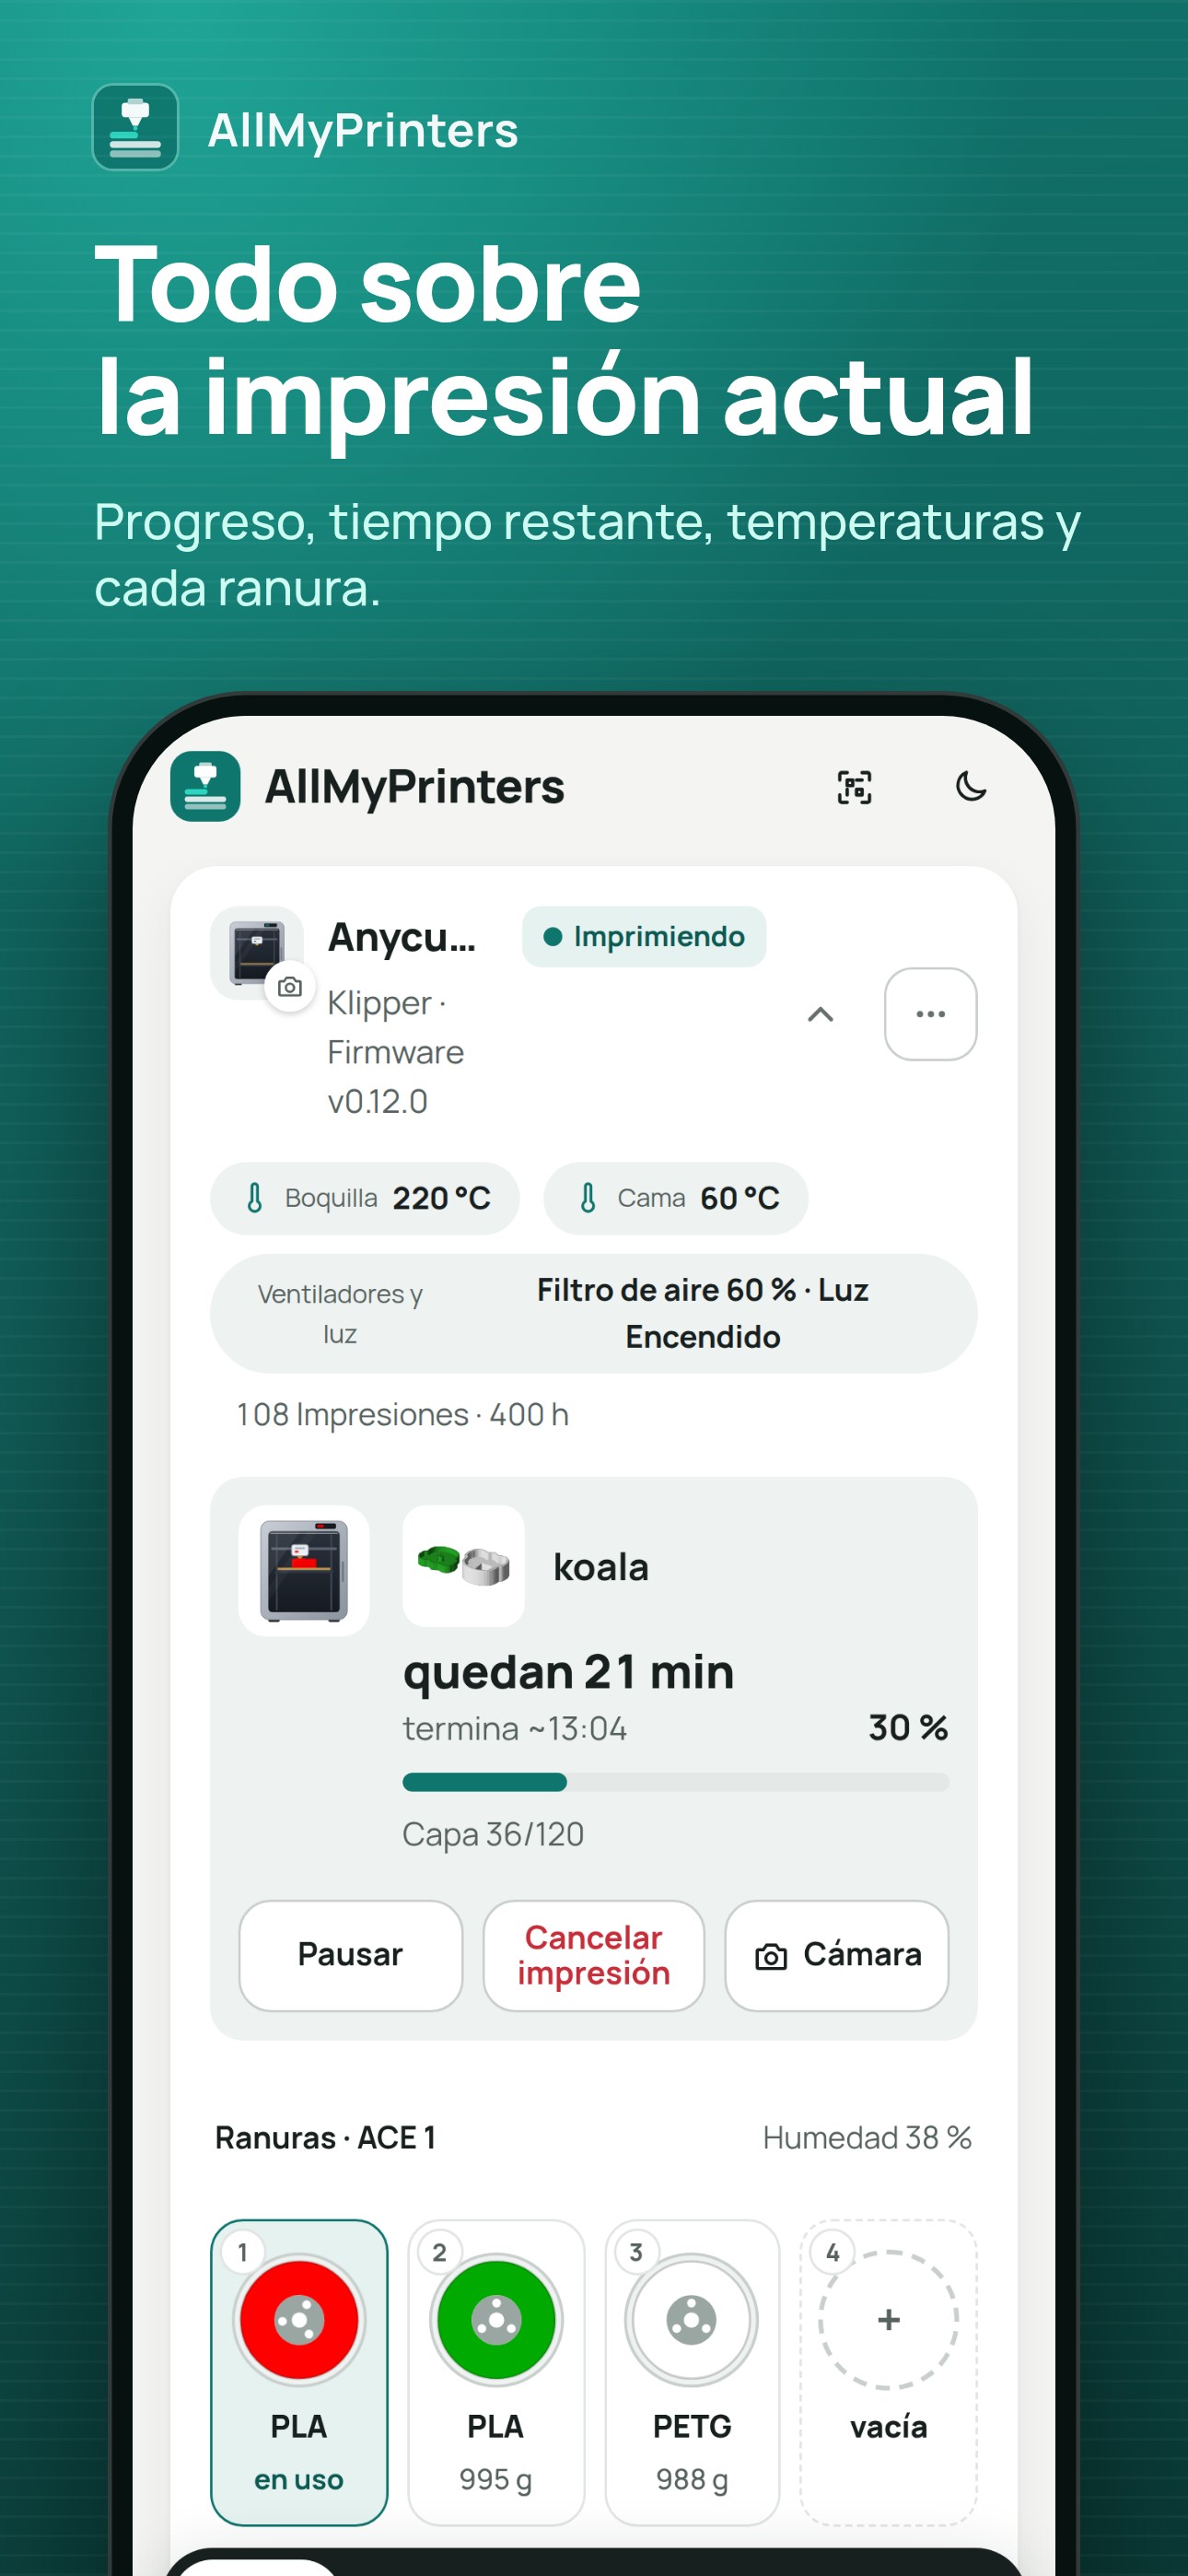 AllMyPrinters
Todo sobre
la impresión actual
Progreso, tiempo restante, temperaturas y
cada ranura.
AllMyPrinters
Anycu...
Imprimiendo
Klipper ·
Firmware
v0.12.0
Boquilla 220 °C
Cama 60 °C
Ventiladores y
luz
Filtro de aire 60 % · Luz
Encendido
108 Impresiones · 400 h
koala
quedan 21 min
termina ~13:04
30 %
Capa 36/120
Pausar
Cancelar
impresión
Cámara
Ranuras · ACE 1
Humedad 38 %
1
PLA
en uso
2
PLA
995 g
3
PETG
988 g
4
+
vacía